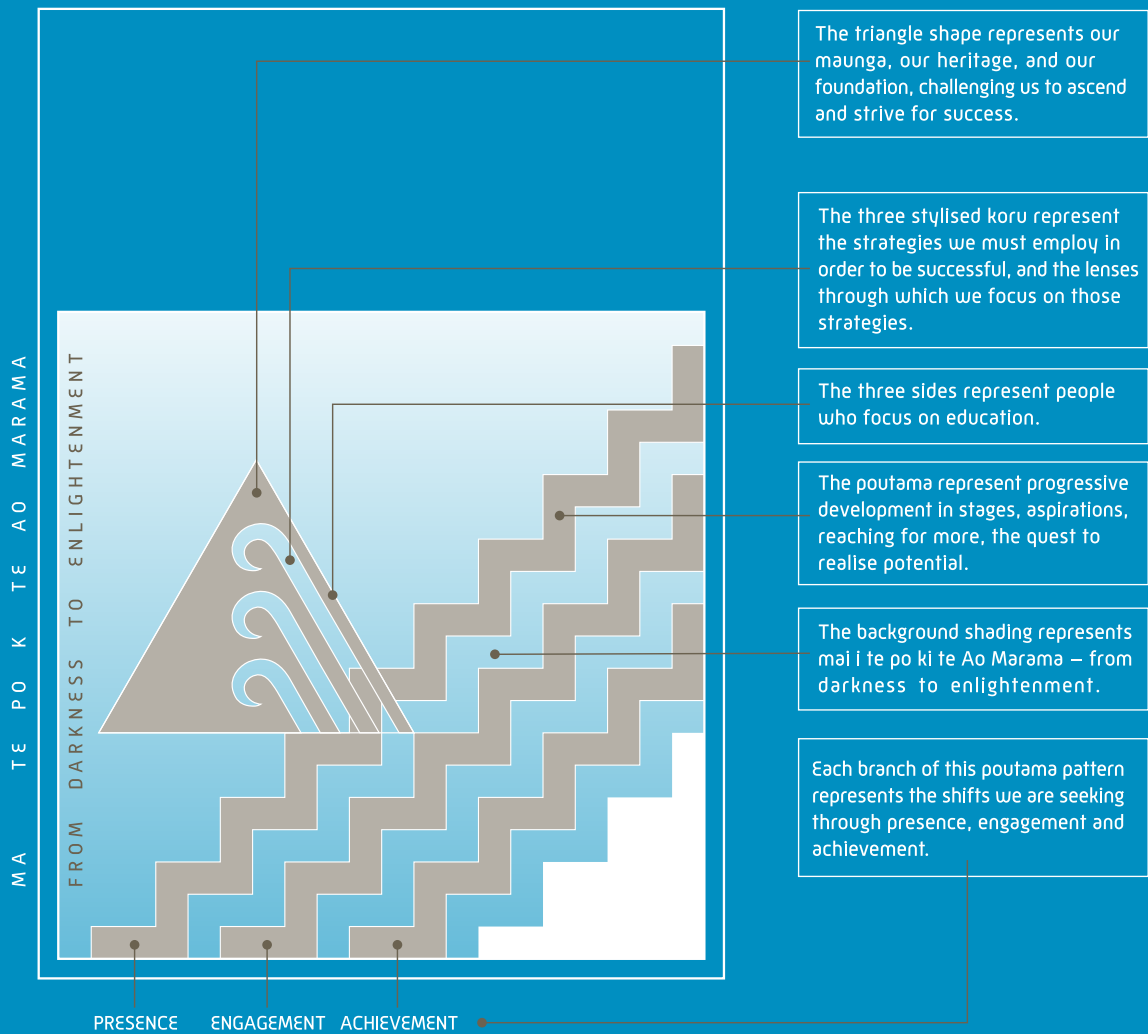 The triangle shape represents our
maunga, our heritage, and our
foundation, challenging us to ascend
and strive for success.
The three stylised koru represent
the strategies we must employ in
order to be successful, and the lenses
through which we focus on those
strategies.
The three sides represent people
who focus on education.
The poutama represent progressive
development in stages, aspirations,
reaching for more, the quest to
realise potential.
The background shading represents
mai i te po ki te Ao Marama – from
darkness to enlightenment.
Each branch of this poutama pattern
represents the shifts we are seeking
through presence, engagement and
achievement.
MA TE PO K TE AO MARAMA
FROM DARKNESS TO ENLIGHTENMENT
PRESENCE ENGAGEMENT ACHIEVEMENT